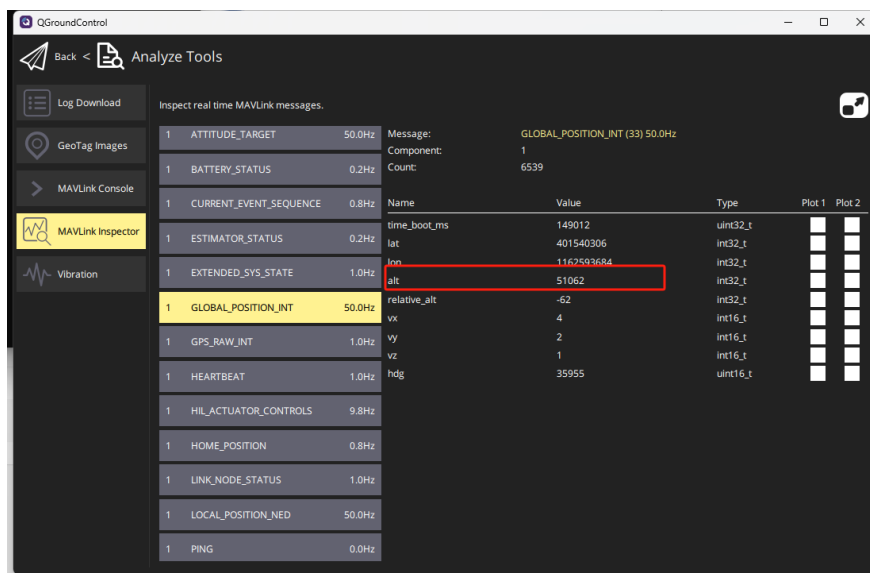 QGroundControl
Back < Analyze Tools
Log Download
GeoTag Images
MAVLink Console
MAVLink Inspector
Vibration
Inspect real time MAVLink messages.
1 ATTITUDE_TARGET 50.0Hz
1 BATTERY_STATUS 0.2Hz
1 CURRENT_EVENT_SEQUENCE 0.8Hz
1 ESTIMATOR_STATUS 0.2Hz
1 EXTENDED_SYS_STATE 1.0Hz
1 GLOBAL_POSITION_INT 50.0Hz
1 GPS_RAW_INT 1.0Hz
1 HEARTBEAT 1.0Hz
1 HIL_ACTUATOR_CONTROLS 9.8Hz
1 HOME_POSITION 0.8Hz
1 LINK_NODE_STATUS 1.0Hz
1 LOCAL_POSITION_NED 50.0Hz
1 PING 0.0Hz
Message: GLOBAL_POSITION_INT (33) 50.0Hz
Component: 1
Count: 6539
Name Value Type Plot 1 Plot 2
time_boot_ms 149012 uint32_t
lat 401540306 int32_t
lon 1162593684 int32_t
alt 51062 int32_t
relative_alt -62 int32_t
vx 4 int16_t
vy 2 int16_t
vz 1 int16_t
hdg 35955 uint16_t